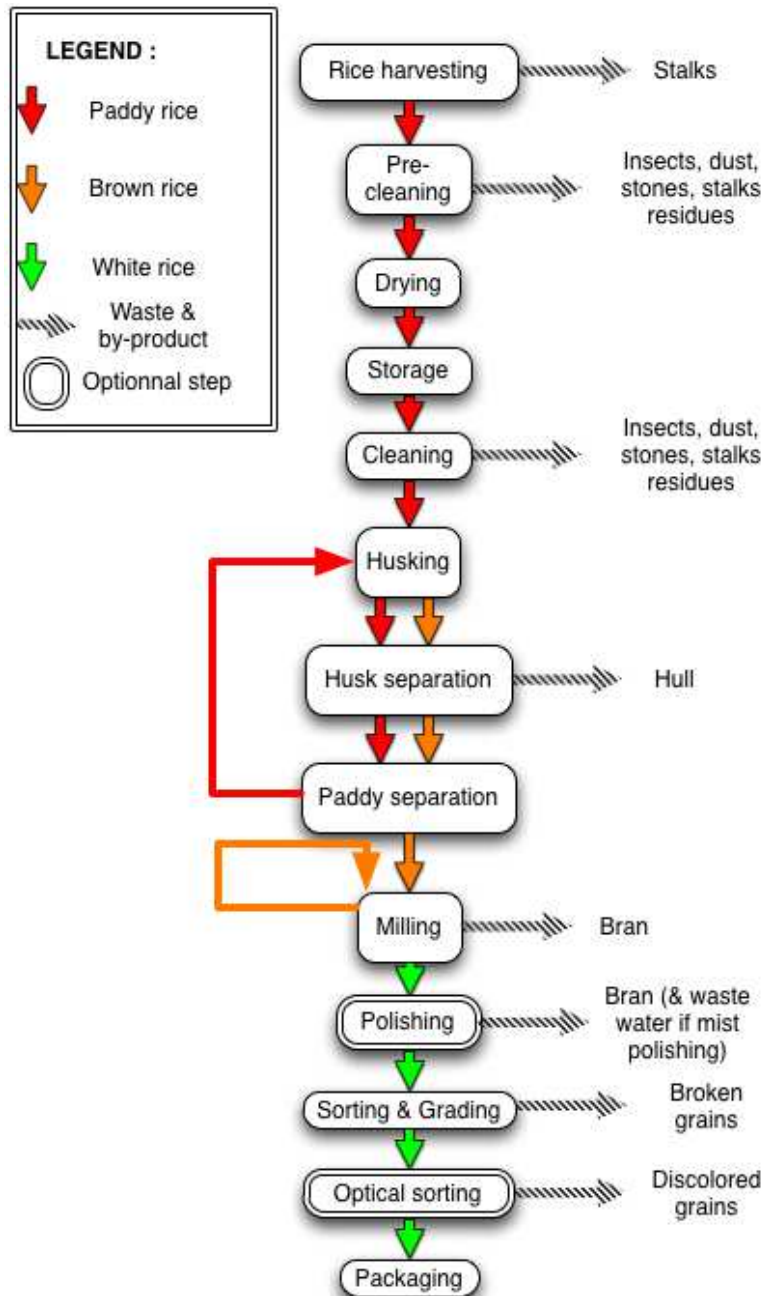 LEGEND :
Paddy rice
Brown rice
White rice
Waste &
by-product
Optionnal step
Rice harvesting
Stalks
Pre-
cleaning
Insects, dust,
stones, stalks
residues
Drying
Storage
Cleaning
Insects, dust,
stones, stalks
residues
Husking
Husk separation
Hull
Paddy separation
Milling
Bran
Polishing
Bran (& waste
water if mist
polishing)
Sorting & Grading
Broken
grains
Optical sorting
Discolored
grains
Packaging